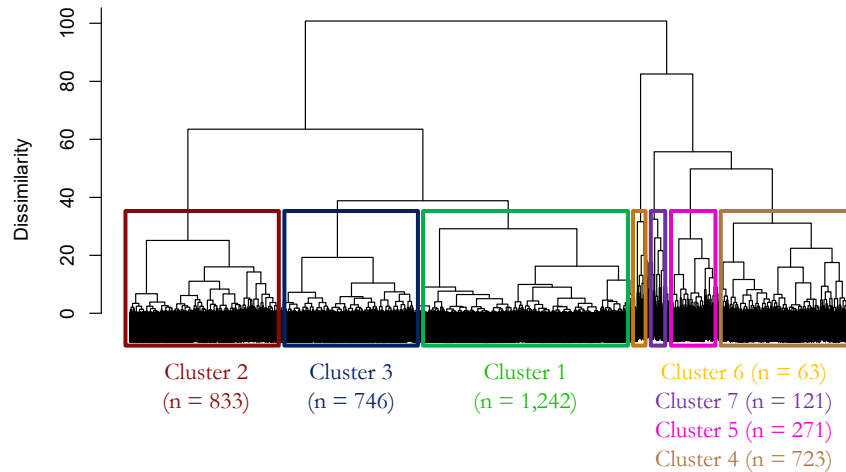 100
80
60
40
20
0
Dissimilarity
Cluster 2
(n = 833)
Cluster 3
(n = 746)
Cluster 1
(n = 1,242)
Cluster 6 (n = 63)
Cluster 7 (n = 121)
Cluster 5 (n = 271)
Cluster 4 (n = 723)